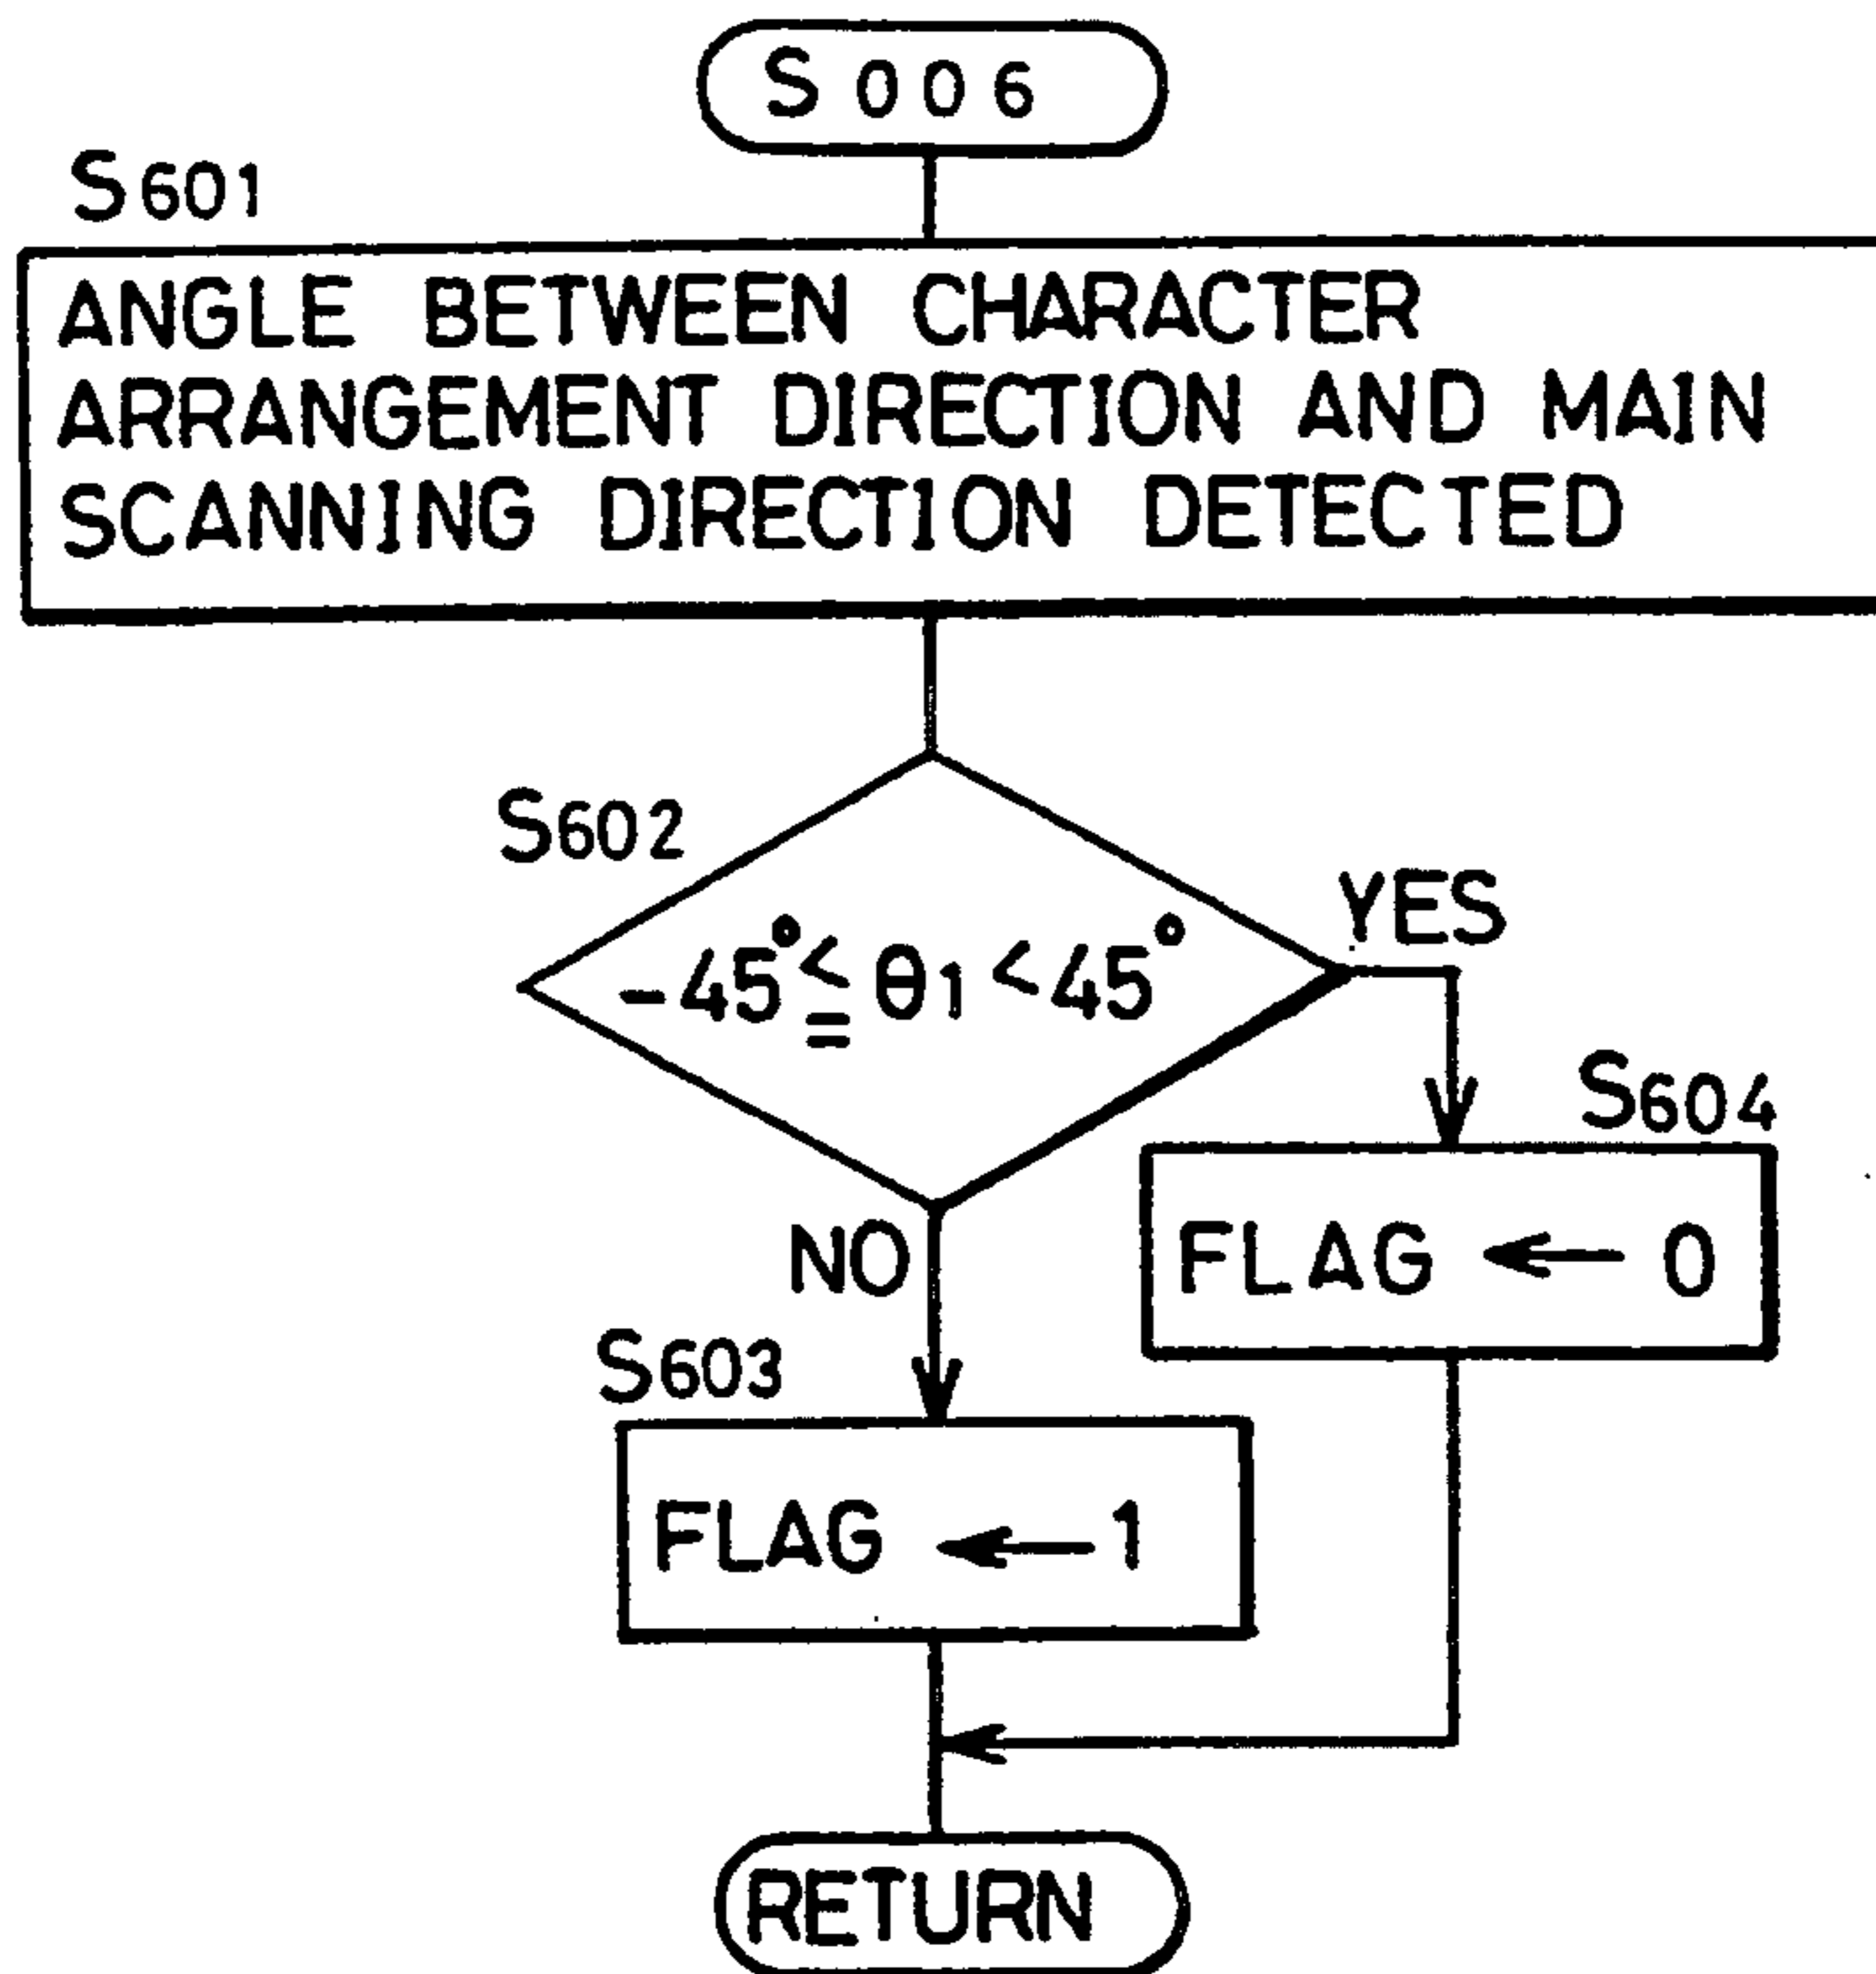 S006
S601
ANGLE BETWEEN CHARACTER
ARRANGEMENT DIRECTION AND MAIN
SCANNING DIRECTION DETECTED
S602
-45°≦θ1<45°
YES
S604
FLAG ← 0
NO
S603
FLAG ← 1
RETURN